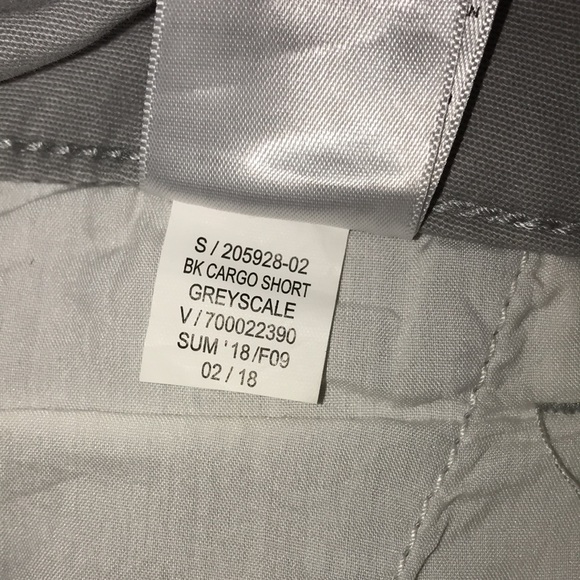 S / 205928-02
BK CARGO SHORT
GREYSCALE
V / 700022390
SUM '18 /F09
02 / 18